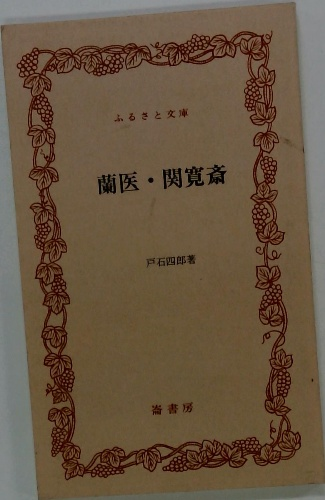 ふるさと文庫
蘭医・関寛斎
戸石四郎著
崙書房